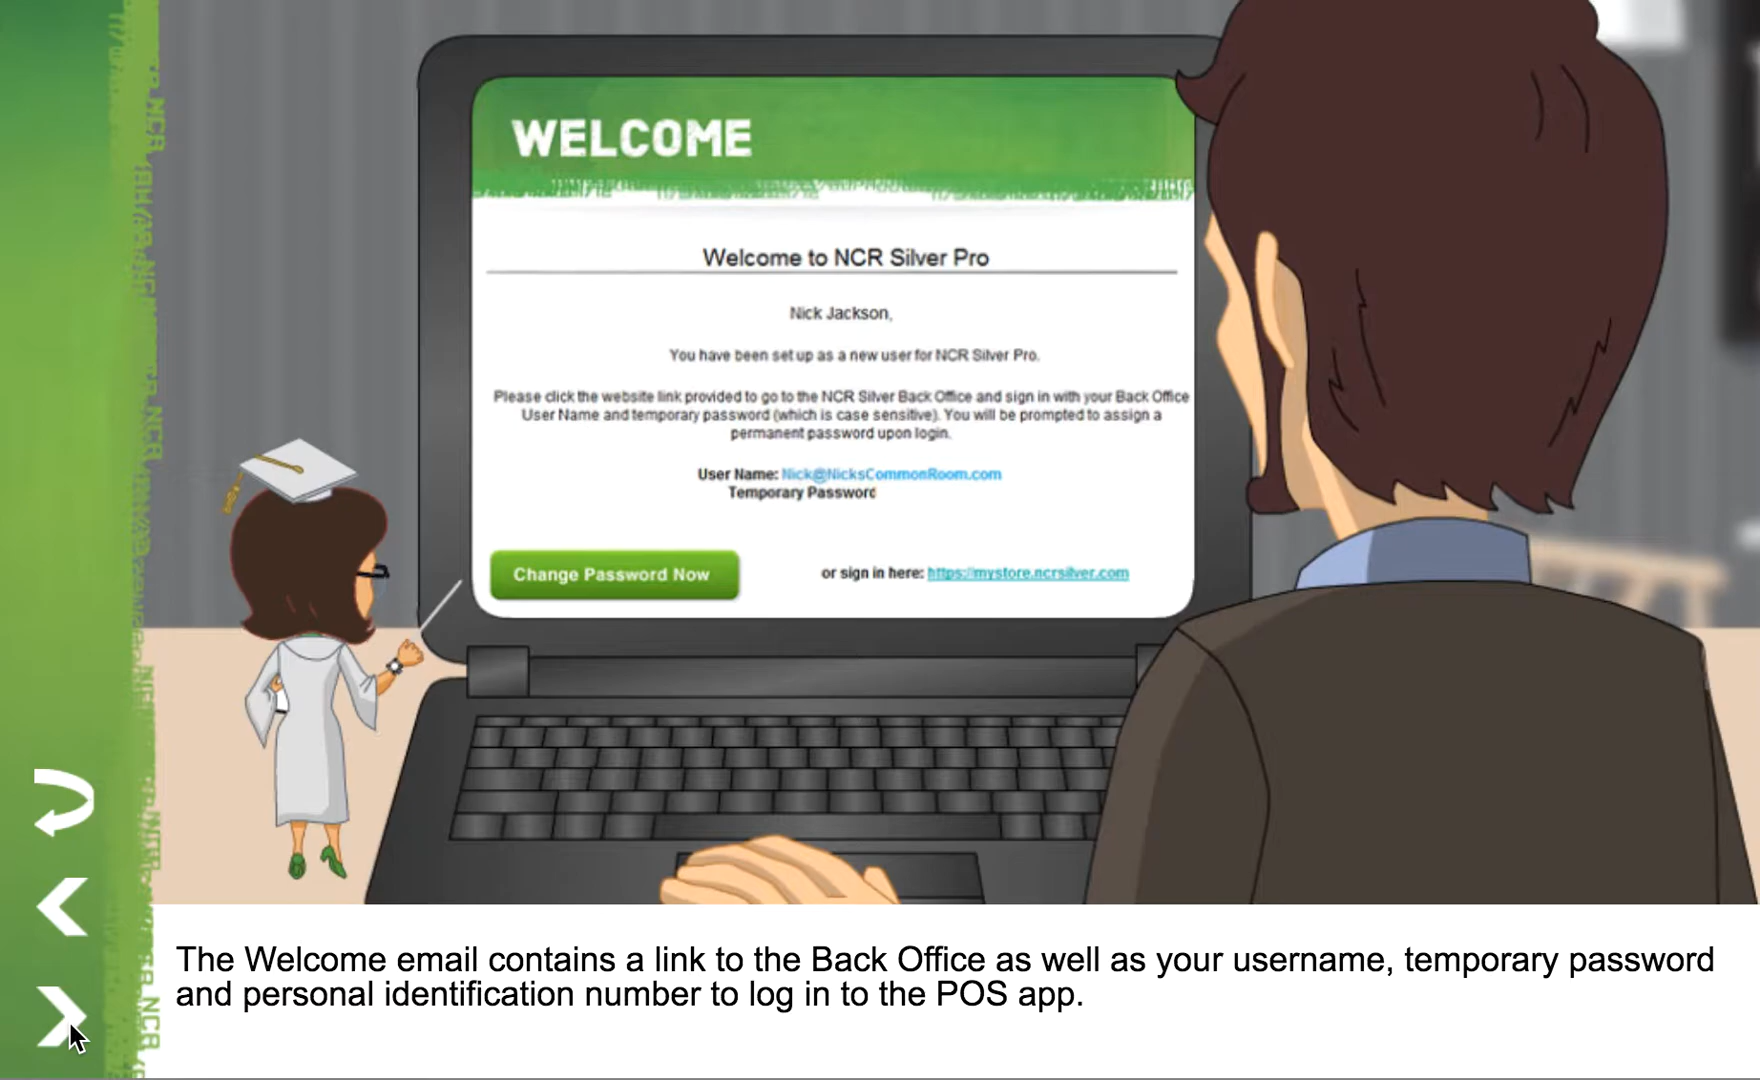 WELCOME
Welcome to NCR Silver Pro
Nick Jackson,
You have been set up as a new user for NCR Silver Pro.
Please click the website link provided to go to the NCR Silver Back Office and sign in with your Back Office
User Name and temporary password (which is case sensitive). You will be prompted to assign a
permanent password upon login.
User Name: Nick@NicksCommonRoom.com
Temporary Password
Change Password Now
or sign in here: https://mystore.ncrsilver.com
The Welcome email contains a link to the Back Office as well as your username, temporary password
and personal identification number to log in to the POS app.